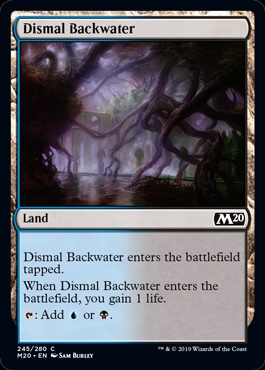 Dismal Backwater
Land
M20
Dismal Backwater enters the battlefield
tapped.
When Dismal Backwater enters the
battlefield, you gain 1 life.
: Add or .
245/280 C
M20 • EN Sam Burley
™ & © 2019 Wizards of the Coast